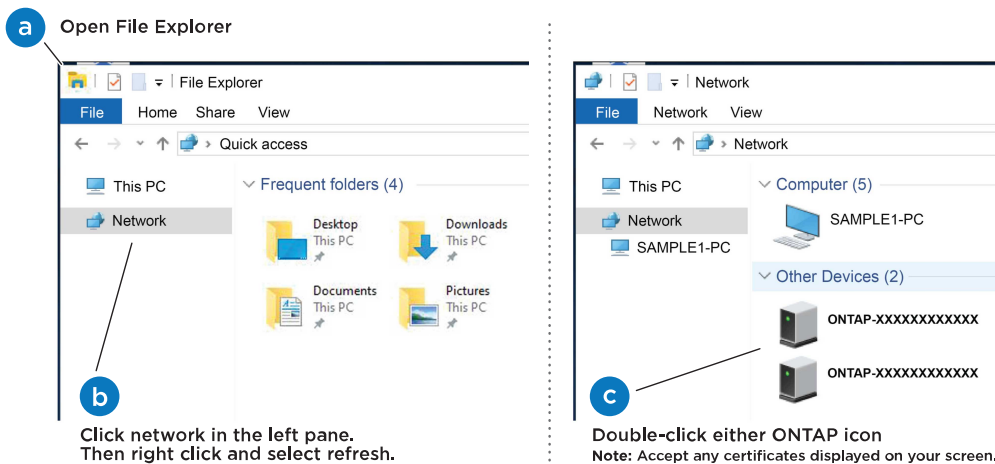 a Open File Explorer
File Explorer
File Home Share View
Quick access
This PC
Network
Frequent folders (4)
Desktop
This PC
Downloads
This PC
Documents
This PC
Pictures
This PC
b
Click network in the left pane.
Then right click and select refresh.
Network
File Network View
Network
This PC
Network
SAMPLE1-PC
Computer (5)
SAMPLE1-PC
Other Devices (2)
ONTAP-XXXXXXXXXXXX
ONTAP-XXXXXXXXXXXX
c
Double-click either ONTAP icon
Note: Accept any certificates displayed on your screen.